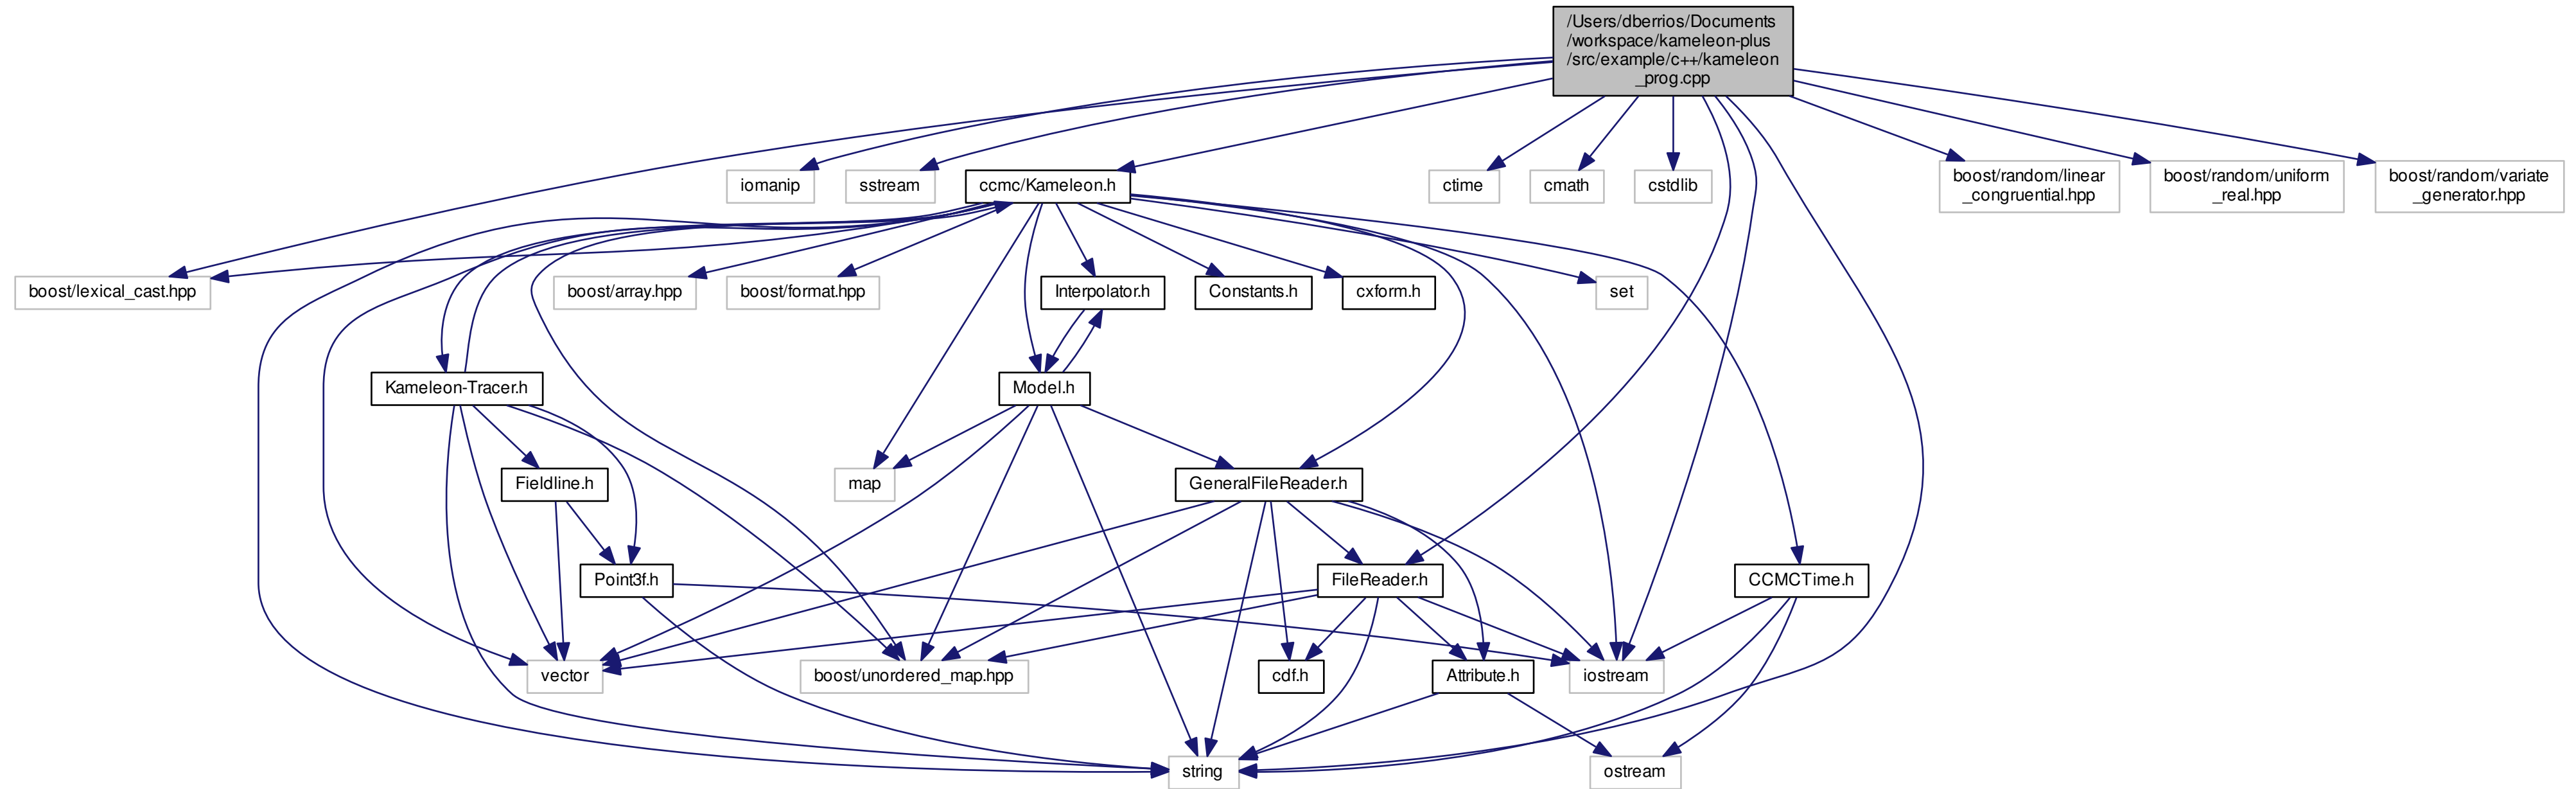 /Users/dberrios/Documents
/workspace/kameleon-plus
/src/example/c++/kameleon
_prog.cpp
iomanip
sstream
ccmc/Kameleon.h
ctime
cmath
cstdlib
boost/random/linear
_congruential.hpp
boost/random/uniform
_real.hpp
boost/random/variate
_generator.hpp
boost/lexical_cast.hpp
boost/array.hpp
boost/format.hpp
Interpolator.h
Constants.h
cxform.h
set
Kameleon-Tracer.h
Model.h
Fieldline.h
map
GeneralFileReader.h
Point3f.h
FileReader.h
CCMCTime.h
vector
boost/unordered_map.hpp
cdf.h
Attribute.h
iostream
string
ostream